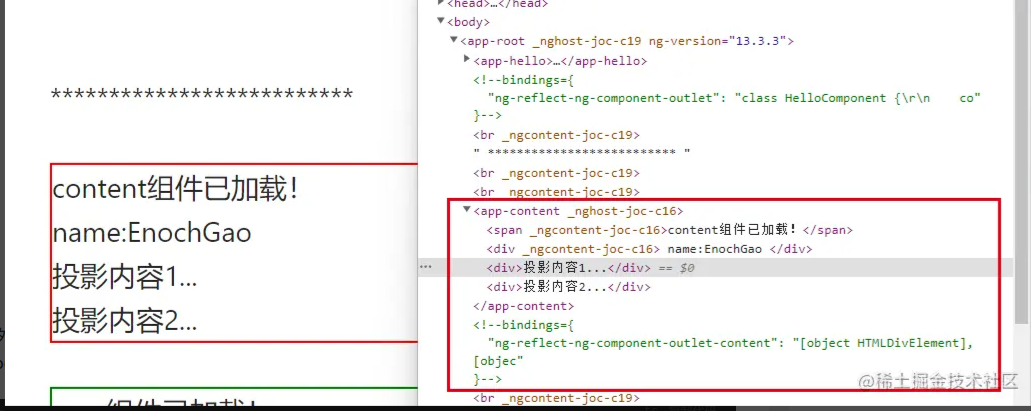 **************************
content组件已加载！
name:EnochGao
投影内容1...
投影内容2...
组件已加载！
<head>…</head>
<body>
<app-root _nghost-joc-c19 ng-version="13.3.3">
<app-hello>…</app-hello>
<!--bindings={
"ng-reflect-ng-component-outlet": "class HelloComponent {\r\n    co"
}-->
<br _ngcontent-joc-c19>
" ************************** "
<br _ngcontent-joc-c19>
<br _ngcontent-joc-c19>
<app-content _nghost-joc-c16>
<span _ngcontent-joc-c16>content组件已加载！</span>
<div _ngcontent-joc-c16> name:EnochGao </div>
<div>投影内容1...</div> == $0
<div>投影内容2...</div>
</app-content>
<!--bindings={
"ng-reflect-ng-component-outlet-content": "[object HTMLDivElement],
[objec"
}-->
<br _ngcontent-joc-c19>
@稀土掘金技术社区